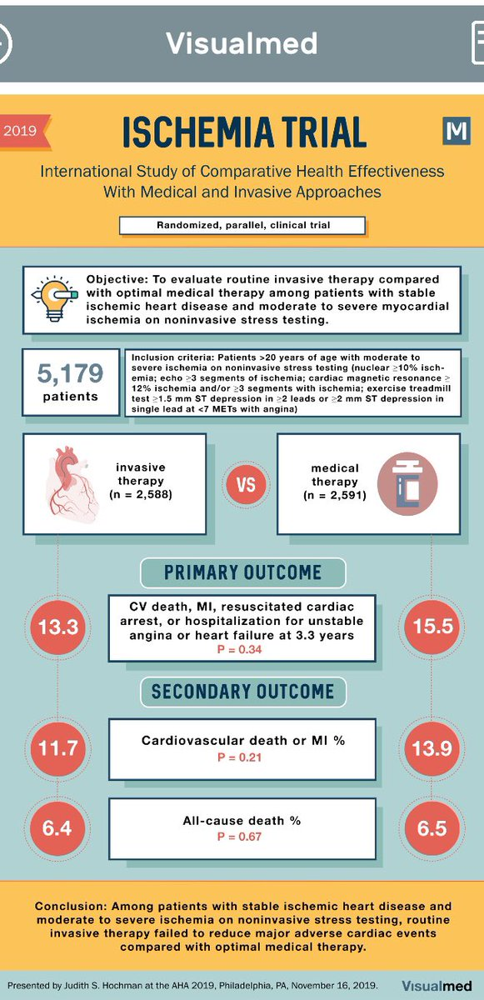 Visualmed
2019
ISCHEMIA TRIAL
M
International Study of Comparative Health Effectiveness
With Medical and Invasive Approaches
Randomized, parallel, clinical trial
Objective: To evaluate routine invasive therapy compared
with optimal medical therapy among patients with stable
ischemic heart disease and moderate to severe myocardial
ischemia on noninvasive stress testing.
5,179
patients
Inclusion criteria: Patients >20 years of age with moderate to
severe ischemia on noninvasive stress testing (nuclear ≥10% isch-
emia; echo ≥3 segments of ischemia; cardiac magnetic resonance ≥
12% ischemia and/or ≥3 segments with ischemia; exercise treadmill
test ≥1.5 mm ST depression in ≥2 leads or ≥2 mm ST depression in
single lead at <7 METs with angina)
invasive
therapy
(n = 2,588)
VS
medical
therapy
(n = 2,591)
PRIMARY OUTCOME
13.3
CV death, MI, resuscitated cardiac
arrest, or hospitalization for unstable
angina or heart failure at 3.3 years
P = 0.34
15.5
SECONDARY OUTCOME
11.7
Cardiovascular death or MI %
P = 0.21
13.9
6.4
All-cause death %
P = 0.67
6.5
Conclusion: Among patients with stable ischemic heart disease and
moderate to severe ischemia on noninvasive stress testing, routine
invasive therapy failed to reduce major adverse cardiac events
compared with optimal medical therapy.
Presented by Judith S. Hochman at the AHA 2019, Philadelphia, PA, November 16, 2019.
Visualmed